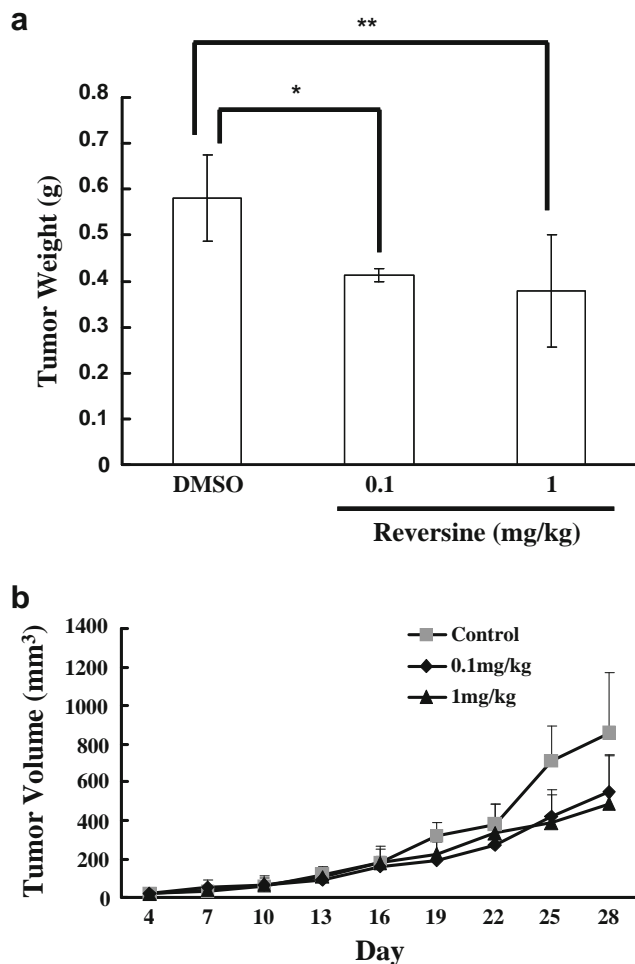 a
**
*
Tumor Weight (g)
0.8
0.7
0.6
0.5
0.4
0.3
0.2
0.1
0
DMSO 0.1 1
Reversine (mg/kg)
b
Tumor Volume (mm³)
1400
1200
1000
800
600
400
200
0
Control
0.1mg/kg
1mg/kg
4 7 10 13 16 19 22 25 28
Day